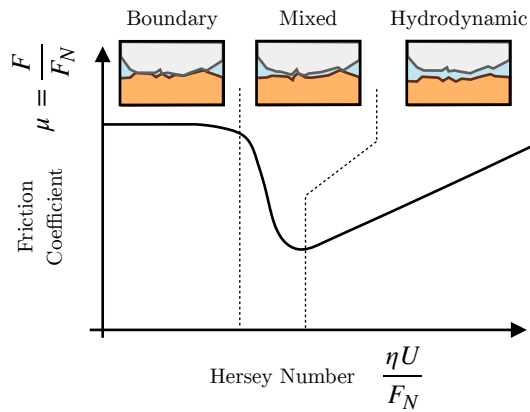 Boundary
Mixed
Hydrodynamic
μ = F/F_N
Friction
Coefficient
Hersey Number ηU/F_N